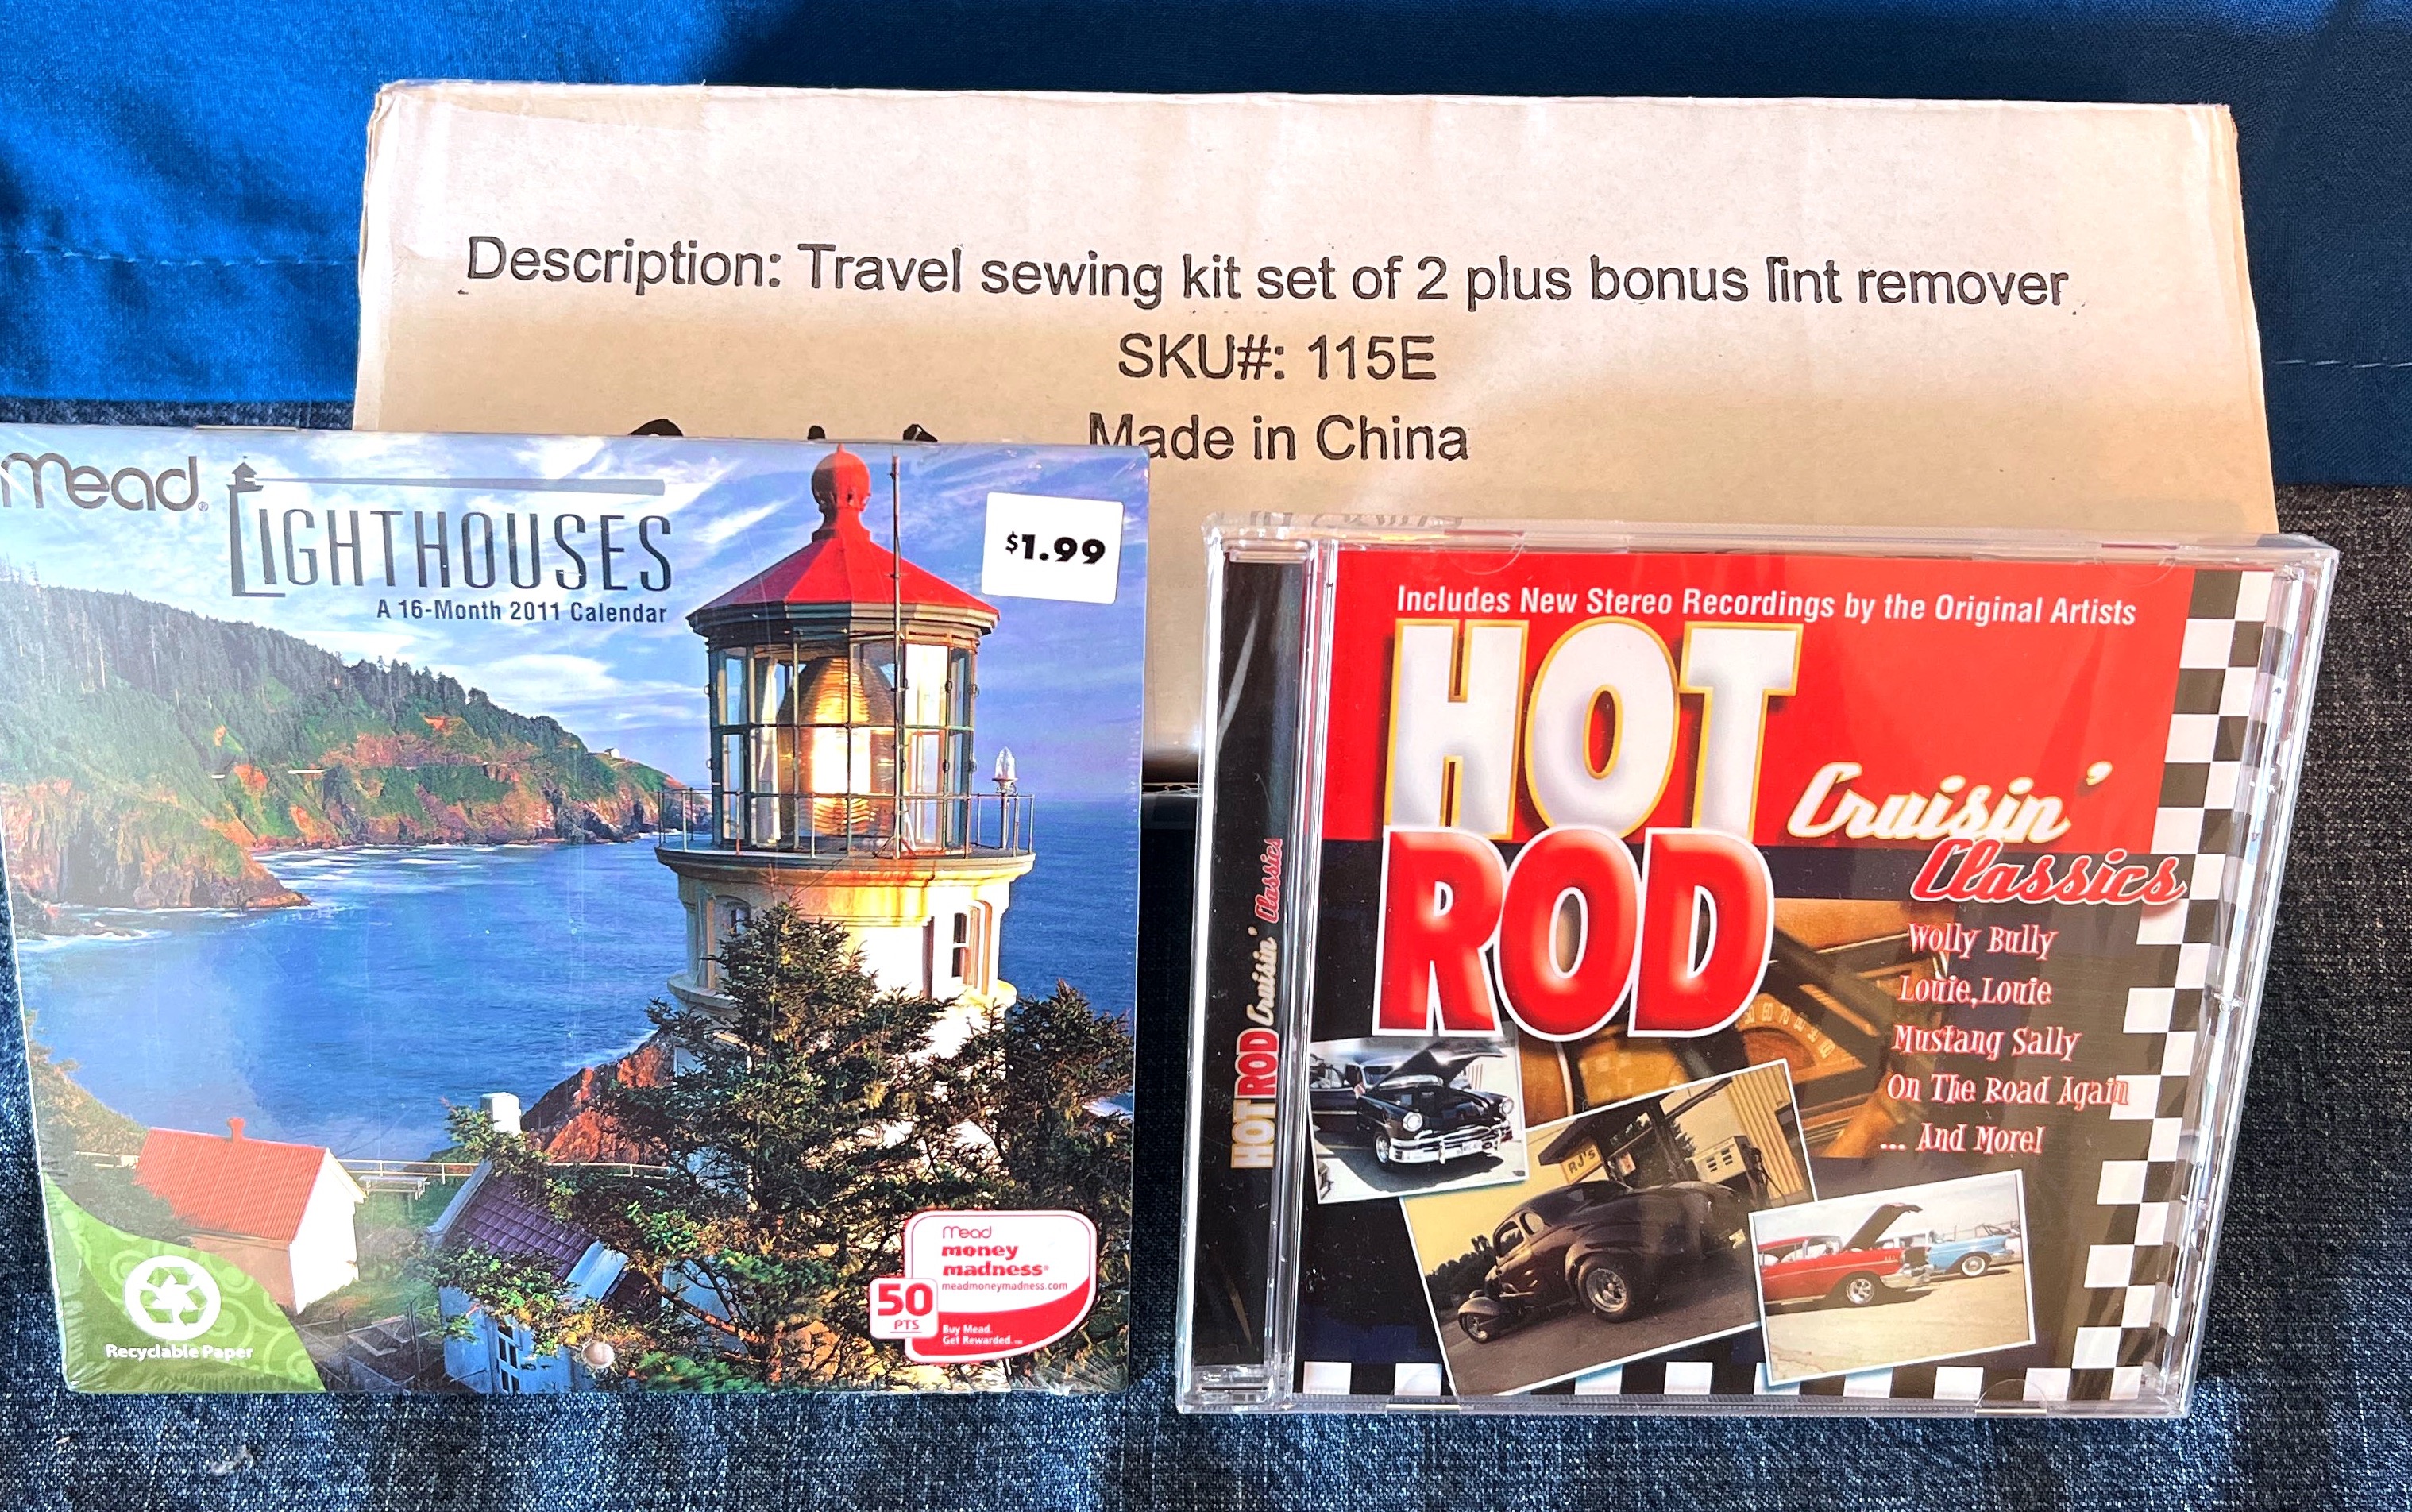 Description: Travel sewing kit set of 2 plus bonus lint remover
SKU#: 115E
Made in China
Mead®
LIGHTHOUSES
A 16-Month 2011 Calendar
$1.99
Recyclable Paper
Mead
money
madness®
meadmoneymadness.com
50
PTS
Buy Mead.
Get Rewarded.™
HOT ROD Cruisin' Classics
Includes New Stereo Recordings by the Original Artists
HOT
ROD
Cruisin'
Classics
Wolly Bully
Louie, Louie
Mustang Sally
On The Road Again
... And More!
RJ's